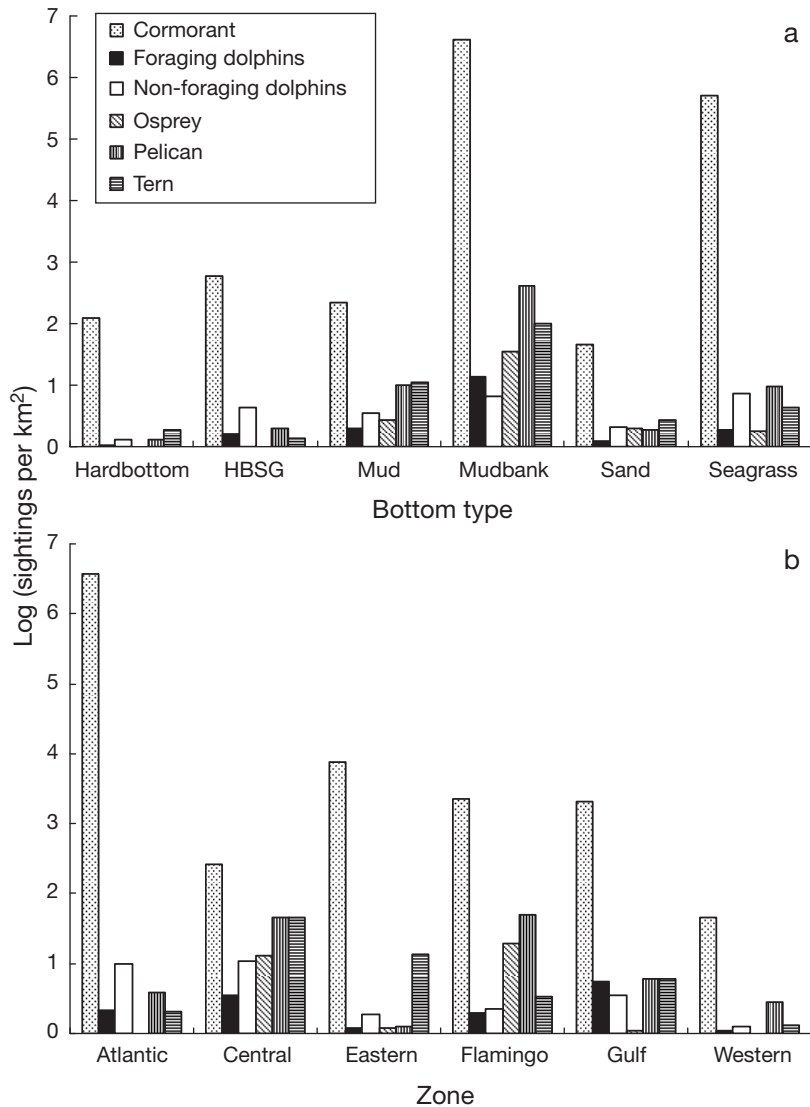 7
6
5
4
3
2
1
0
a
Cormorant
Foraging dolphins
Non-foraging dolphins
Osprey
Pelican
Tern
Hardbottom HBSG Mud Mudbank Sand Seagrass
Bottom type
Log (sightings per km²)
7
6
5
4
3
2
1
0
b
Atlantic Central Eastern Flamingo Gulf Western
Zone